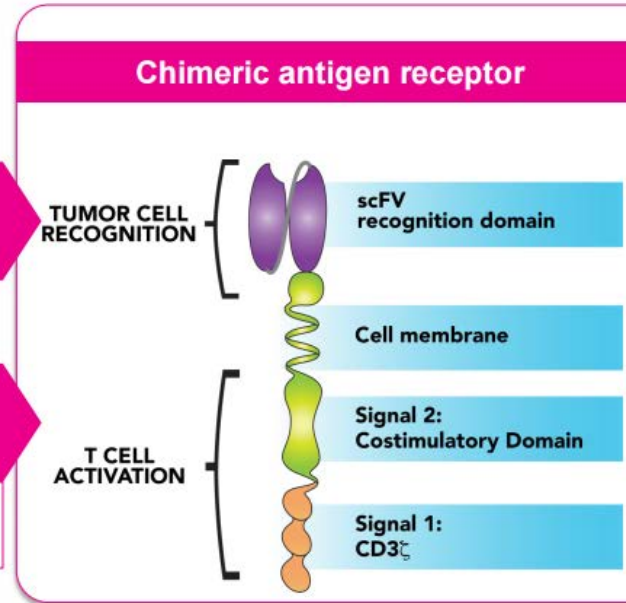 Chimeric antigen receptor
TUMOR CELL
RECOGNITION
scFV
recognition domain
Cell membrane
T CELL
ACTIVATION
Signal 2:
Costimulatory Domain
Signal 1:
CD3ζ